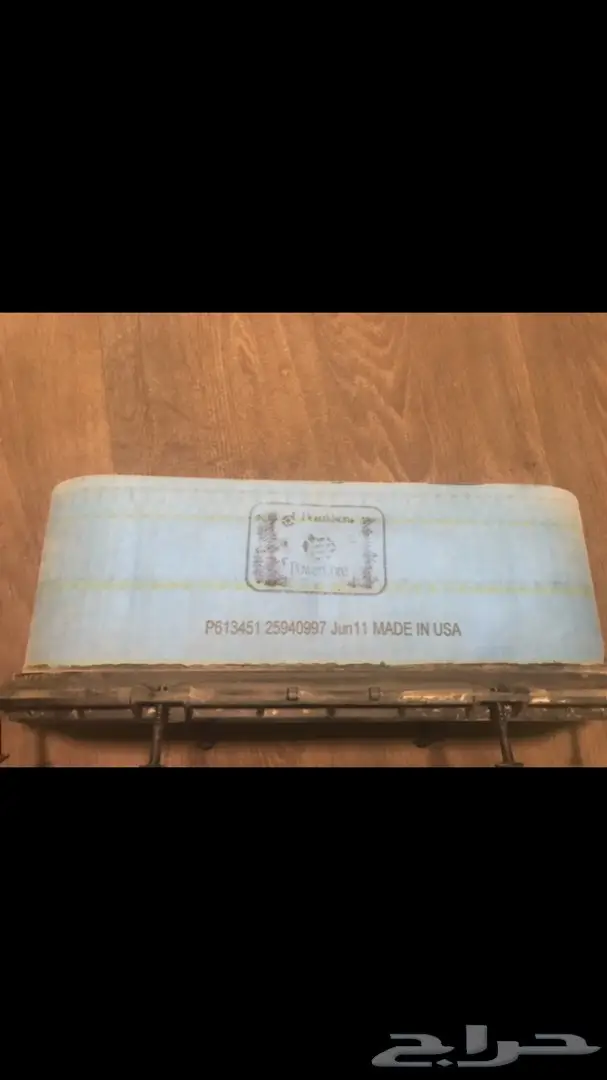 Donaldson
PowerCore
P613451 25940997 Jun11 MADE IN USA
حراج